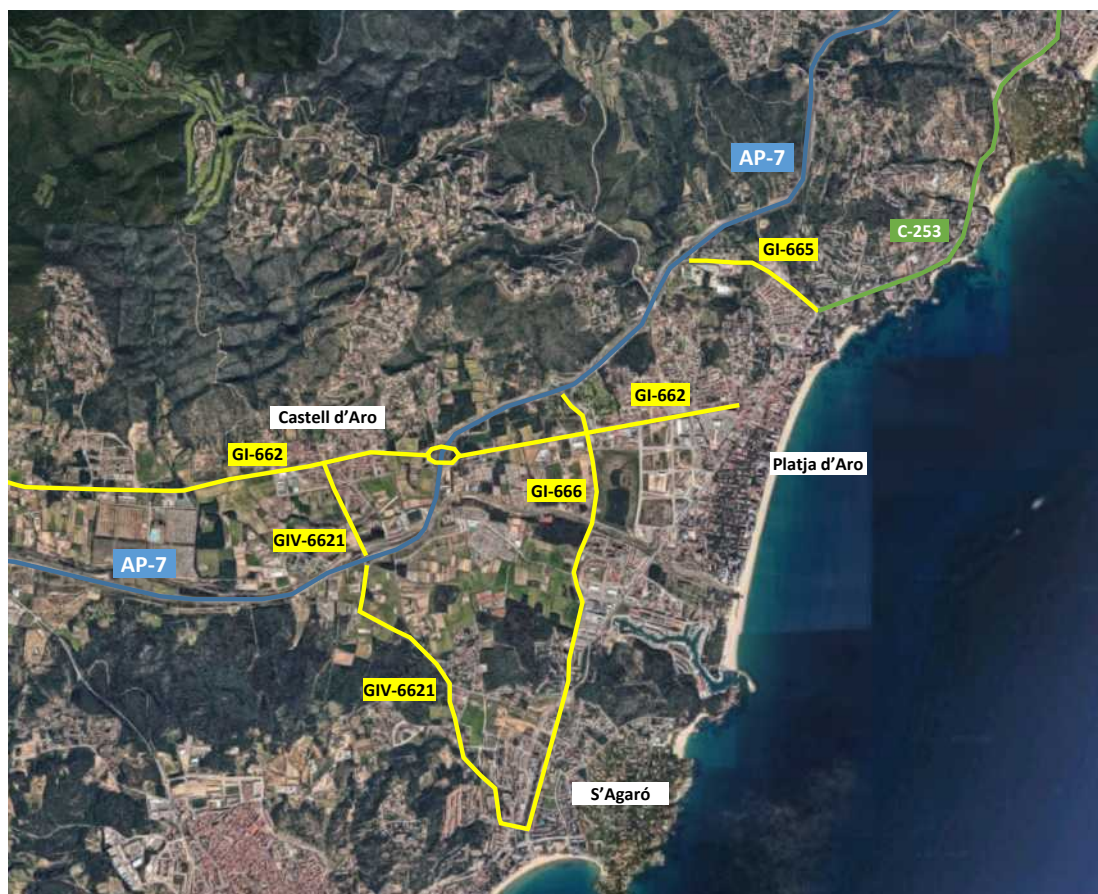 AP-7
C-253
GI-665
GI-662
Castell d’Aro
GI-662
Platja d’Aro
GI-666
GIV-6621
AP-7
GIV-6621
S’Agaró